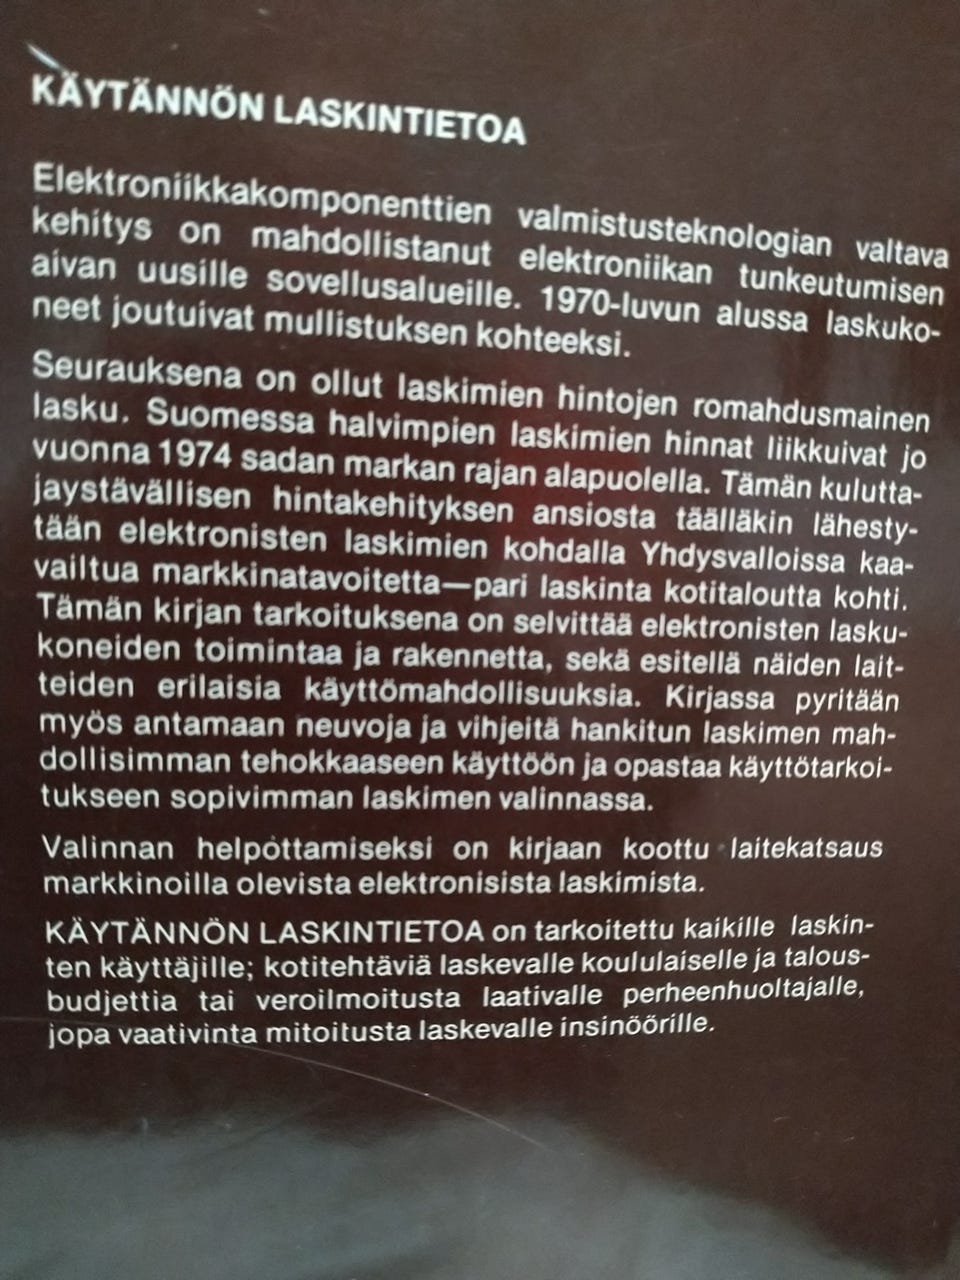 KÄYTÄNNÖN LASKINTIETOA
Elektroniikkakomponenttien valmistusteknologian valtava
kehitys on mahdollistanut elektroniikan tunkeutumisen
aivan uusille sovellusalueille. 1970-luvun alussa laskuko-
neet joutuivat mullistuksen kohteeksi.
Seurauksena on ollut laskimien hintojen romahdusmainen
lasku. Suomessa halvimpien laskimien hinnat liikkuivat jo
vuonna 1974 sadan markan rajan alapuolella. Tämän kulutta-
jaystävällisen hintakehityksen ansiosta täälläkin lähesty-
tään elektronisten laskimien kohdalla Yhdysvalloissa kaa-
vailtua markkinatavoitetta—pari laskinta kotitaloutta kohti.
Tämän kirjan tarkoituksena on selvittää elektronisten lasku-
koneiden toimintaa ja rakennetta, sekä esitellä näiden lait-
teiden erilaisia käyttömahdollisuuksia. Kirjassa pyritään
myös antamaan neuvoja ja vihjeitä hankitun laskimen mah-
dollisimman tehokkaaseen käyttöön ja opastaa käyttötarkoi-
tukseen sopivimman laskimen valinnassa.
Valinnan helpottamiseksi on kirjaan koottu laitekatsaus
markkinoilla olevista elektronisista laskimista.
KÄYTÄNNÖN LASKINTIETOA on tarkoitettu kaikille laskin-
ten käyttäjille; kotitehtäviä laskevalle koululaiselle ja talous-
budjettia tai veroilmoitusta laativalle perheenhuoltajalle,
jopa vaativinta mitoitusta laskevalle insinöörille.